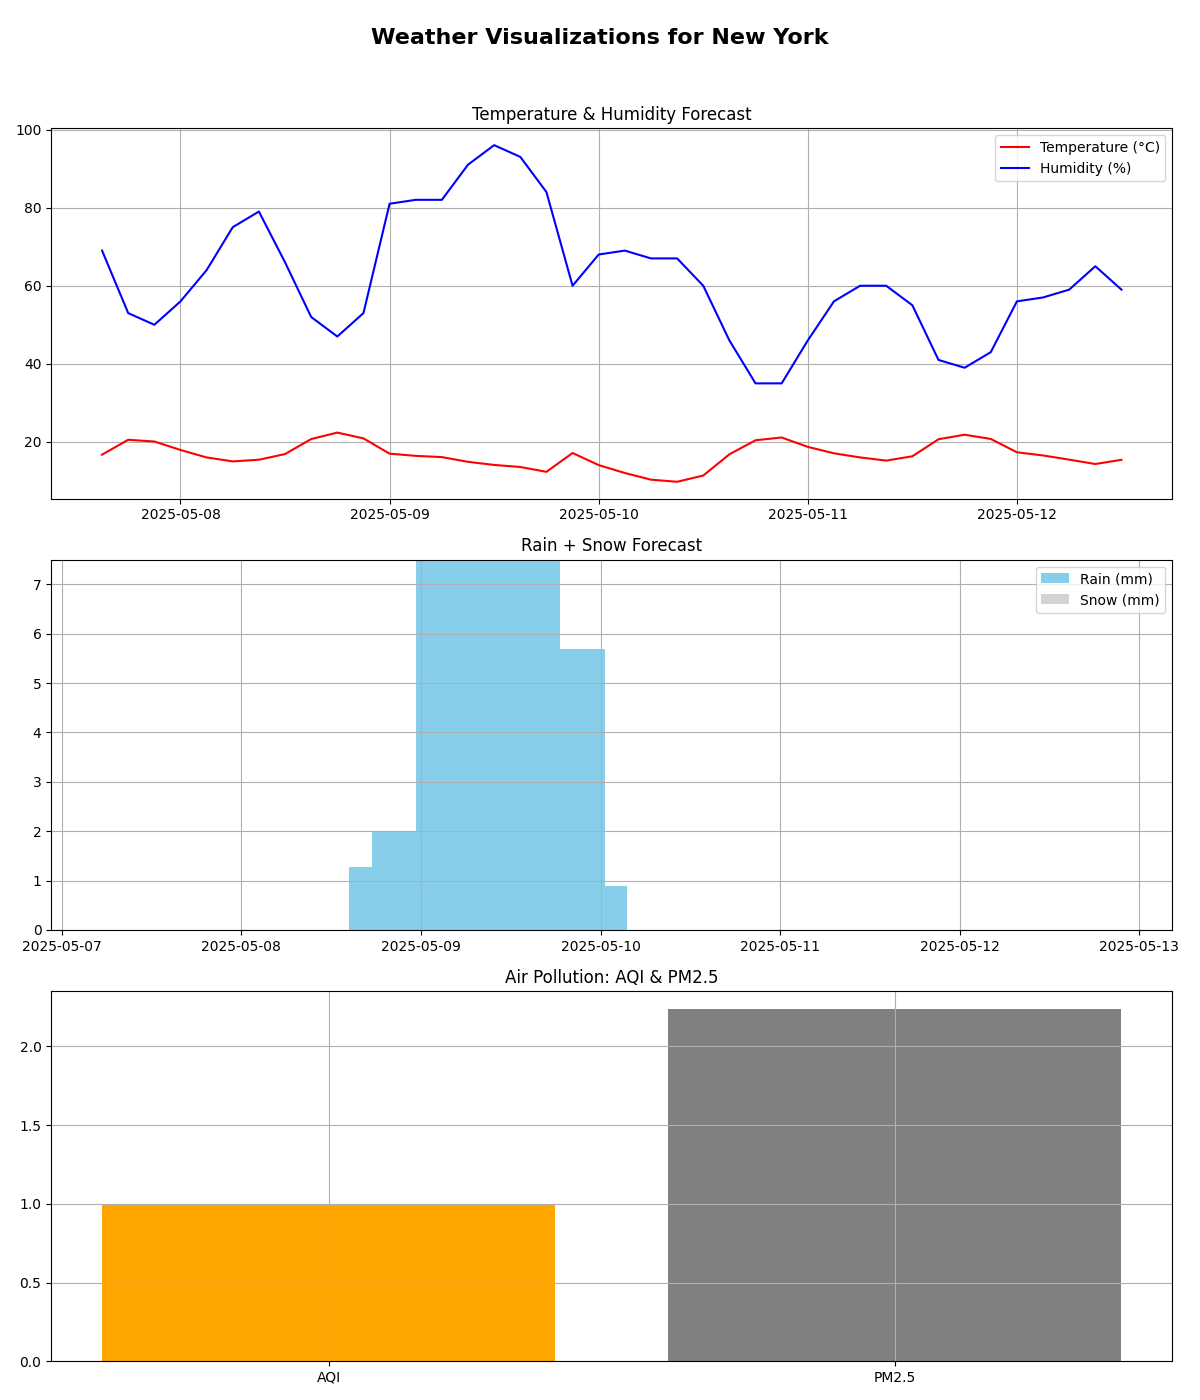 Weather Visualizations for New York
Temperature & Humidity Forecast
100
80
60
40
20
Temperature (°C)
Humidity (%)
2025-05-08 2025-05-09 2025-05-10 2025-05-11 2025-05-12
Rain + Snow Forecast
7
6
5
4
3
2
1
0
Rain (mm)
Snow (mm)
2025-05-07 2025-05-08 2025-05-09 2025-05-10 2025-05-11 2025-05-12 2025-05-13
Air Pollution: AQI & PM2.5
2.0
1.5
1.0
0.5
0.0
AQI PM2.5